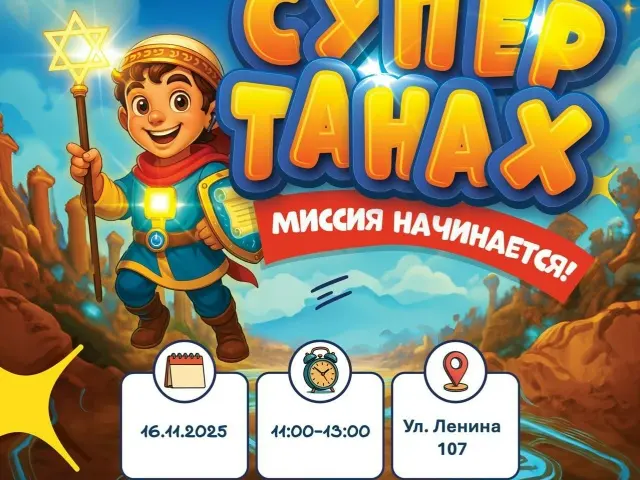 СУПЕР
ТАНАХ
МИССИЯ НАЧИНАЕТСЯ!
16.11.2025
11:00-13:00
Ул. Ленина
107